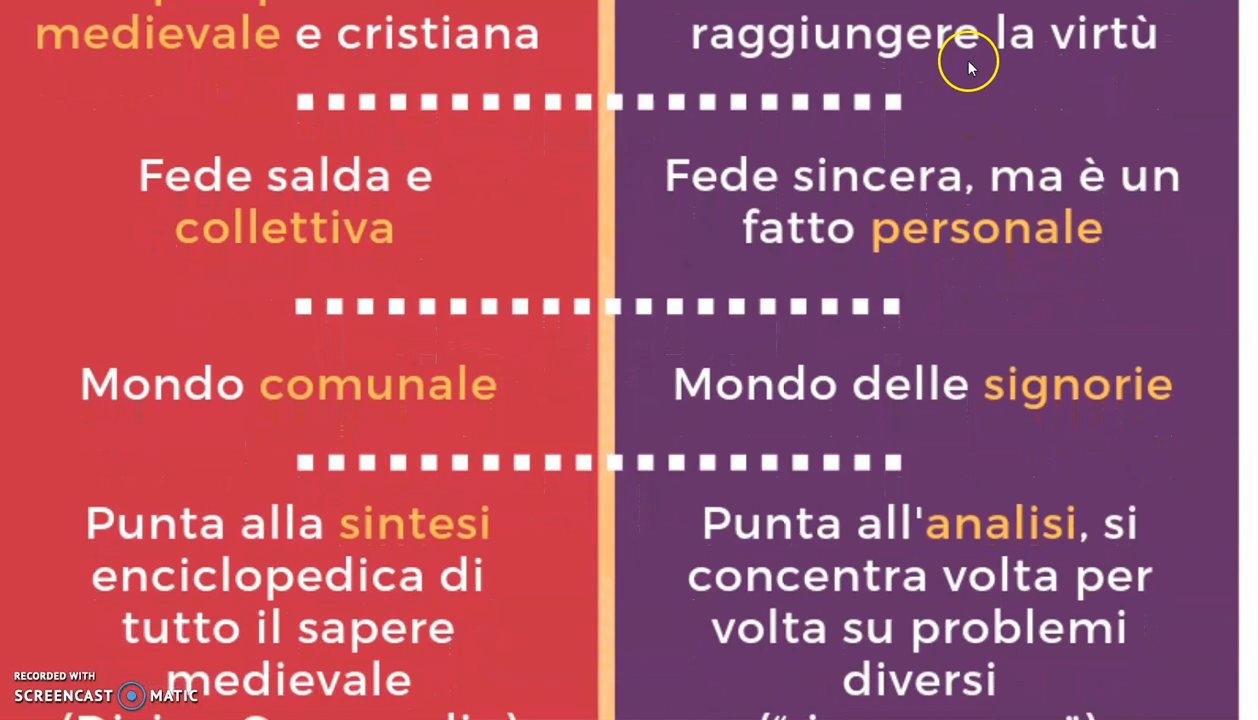 medievale e cristiana
Fede salda e
collettiva
Mondo comunale
Punta alla sintesi
enciclopedica di
tutto il sapere
medievale
raggiungere la virtù
Fede sincera, ma è un
fatto personale
Mondo delle signorie
Punta all'analisi, si
concentra volta per
volta su problemi
diversi
RECORDED WITH
SCREENCAST MATIC